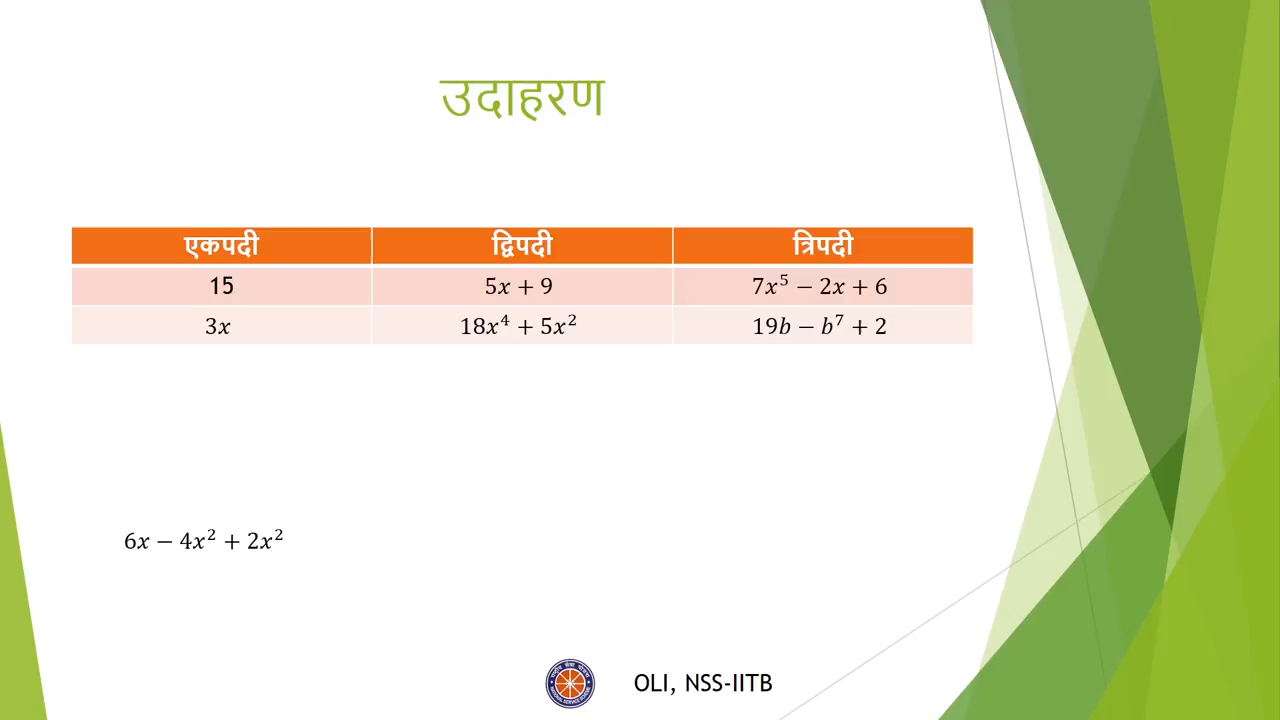 उदाहरण
एकपदी द्विपदी त्रिपदी
15 5x + 9 7x⁵ − 2x + 6
3x 18x⁴ + 5x² 19b − b⁷ + 2
6x − 4x² + 2x²
OLI, NSS-IITB